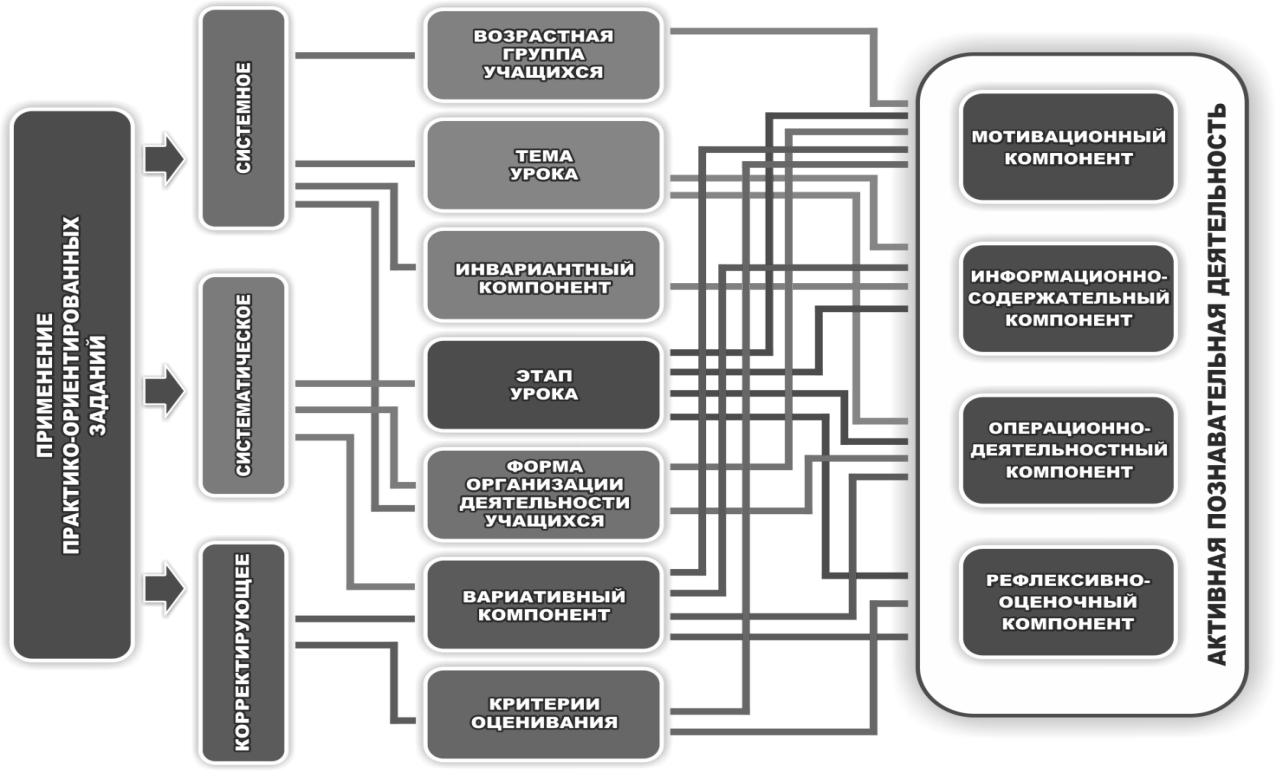 ПРИМЕНЕНИЕ
ПРАКТИКО-ОРИЕНТИРОВАННЫХ
ЗАДАНИЙ
СИСТЕМНОЕ
СИСТЕМАТИЧЕСКОЕ
КОРРЕКТИРУЮЩЕЕ
ВОЗРАСТНАЯ
ГРУППА
УЧАЩИХСЯ
ТЕМА
УРОКА
ИНВАРИАНТНЫЙ
КОМПОНЕНТ
ЭТАП
УРОКА
ФОРМА
ОРГАНИЗАЦИИ
ДЕЯТЕЛЬНОСТИ
УЧАЩИХСЯ
ВАРИАТИВНЫЙ
КОМПОНЕНТ
КРИТЕРИИ
ОЦЕНИВАНИЯ
МОТИВАЦИОННЫЙ
КОМПОНЕНТ
ИНФОРМАЦИОННО-
СОДЕРЖАТЕЛЬНЫЙ
КОМПОНЕНТ
ОПЕРАЦИОННО-
ДЕЯТЕЛЬНОСТНЫЙ
КОМПОНЕНТ
РЕФЛЕКСИВНО-
ОЦЕНОЧНЫЙ
КОМПОНЕНТ
АКТИВНАЯ ПОЗНАВАТЕЛЬНАЯ ДЕЯТЕЛЬНОСТЬ